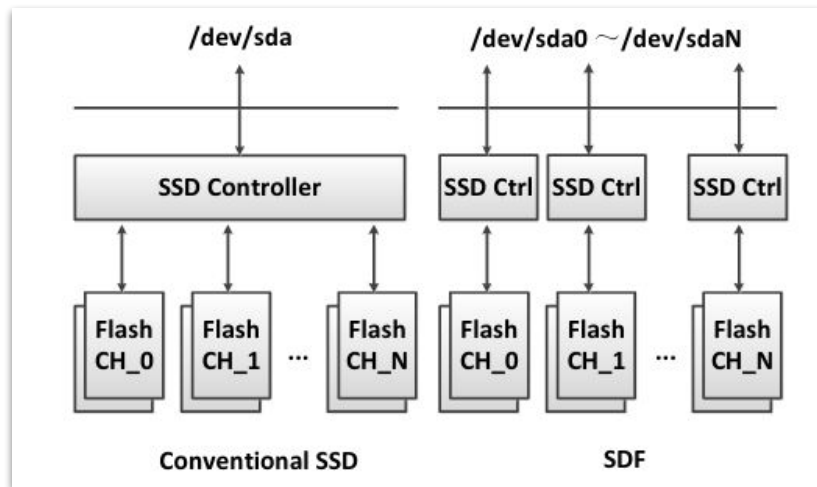 /dev/sda
/dev/sda0 ～/dev/sdaN
SSD Controller
SSD Ctrl
SSD Ctrl
SSD Ctrl
Flash
CH_0
Flash
CH_1
...
Flash
CH_N
Flash
CH_0
Flash
CH_1
...
Flash
CH_N
Conventional SSD
SDF